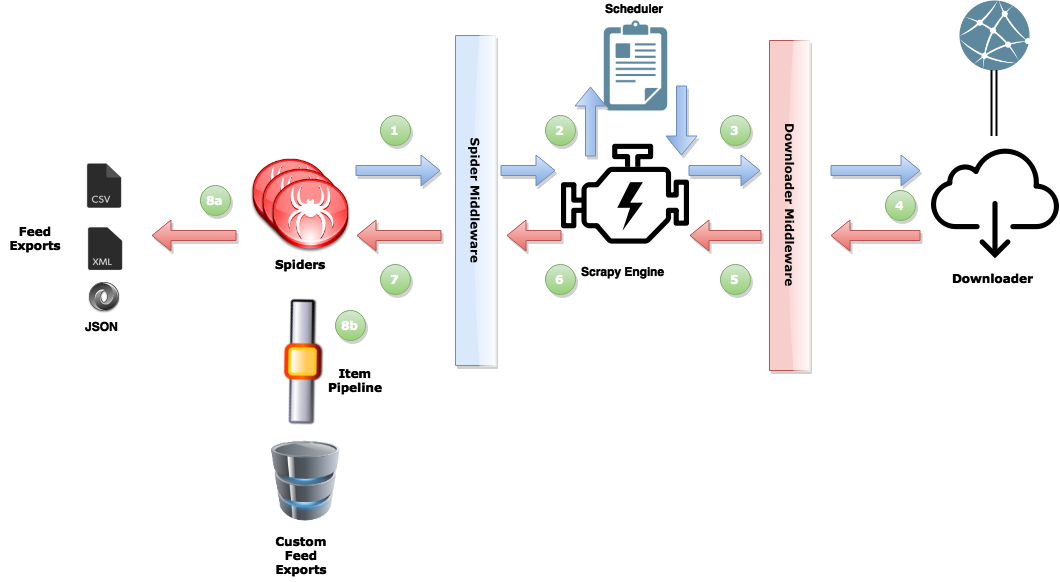 Scheduler
1
2
3
Spider Middleware
Downloader Middleware
CSV
8a
4
Feed
Exports
XML
Spiders
Scrapy Engine
7
6
5
Downloader
JSON
8b
Item
Pipeline
Custom
Feed
Exports